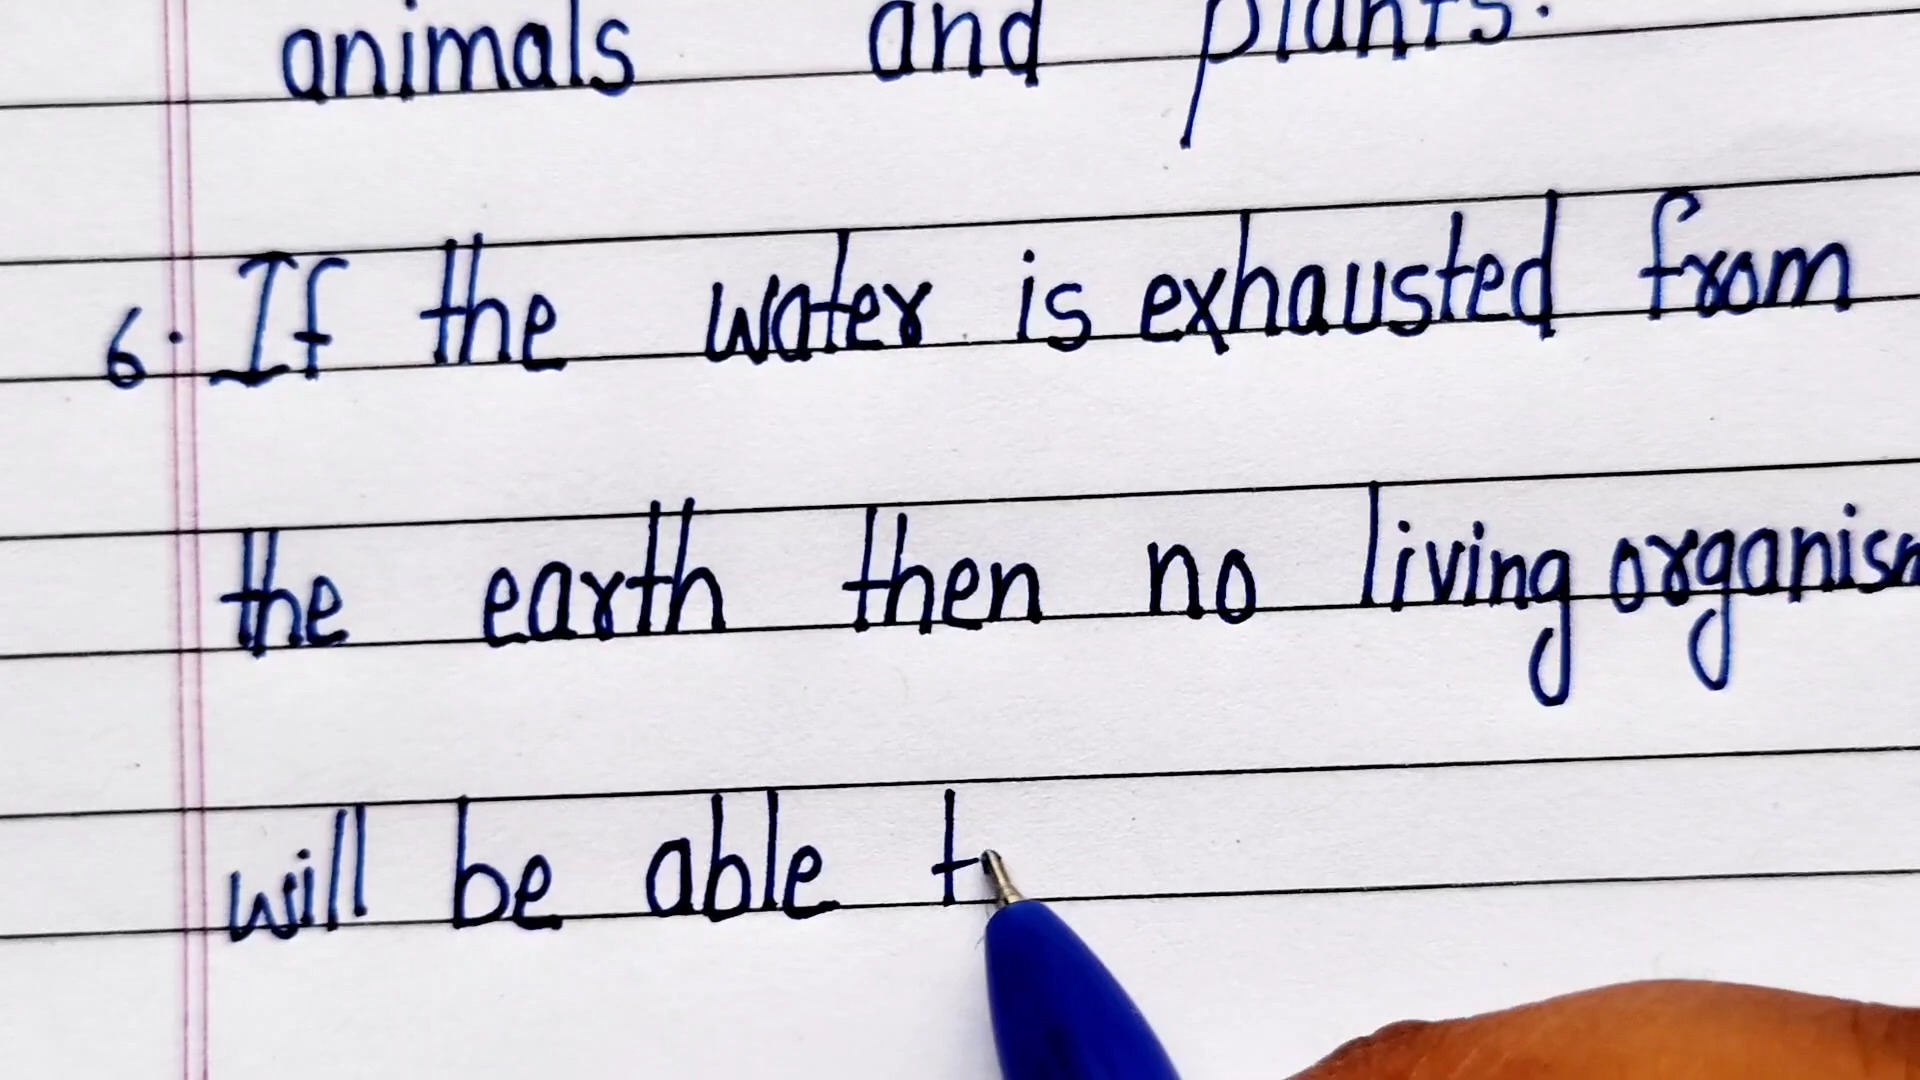 animals and plants.
6. If the water is exhausted from
the earth then no living organism
will be able t